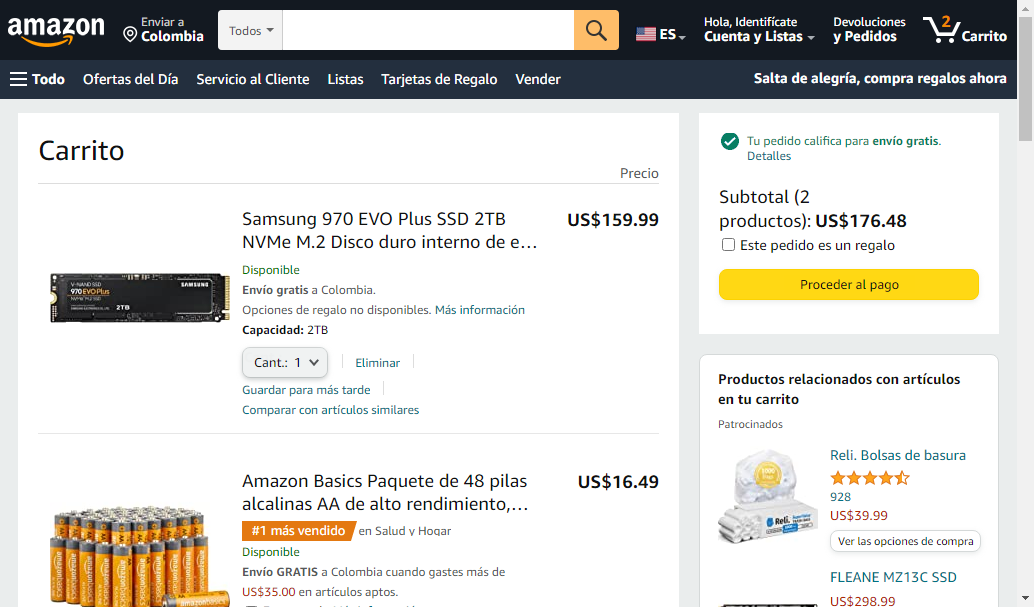 amazon
Enviar a
Colombia
Todos
ES
Hola, Identifícate
Cuenta y Listas
Devoluciones
y Pedidos
2
Carrito
Todo
Ofertas del Día
Servicio al Cliente
Listas
Tarjetas de Regalo
Vender
Salta de alegría, compra regalos ahora
Carrito
Precio
Samsung 970 EVO Plus SSD 2TB
NVMe M.2 Disco duro interno de e…
US$159.99
Disponible
Envío gratis a Colombia.
Opciones de regalo no disponibles. Más información
Capacidad: 2TB
Cant.: 1
Eliminar
Guardar para más tarde
Comparar con artículos similares
V-NAND SSD
970 EVO Plus
NVMe M.2 SSD
2TB
SAMSUNG
Amazon Basics Paquete de 48 pilas
alcalinas AA de alto rendimiento,…
US$16.49
#1 más vendido
en Salud y Hogar
Disponible
Envío GRATIS a Colombia cuando gastes más de
US$35.00 en artículos aptos.
amazonbasics
Tu pedido califica para envío gratis.
Detalles
Subtotal (2
productos): US$176.48
Este pedido es un regalo
Proceder al pago
Productos relacionados con artículos
en tu carrito
Patrocinados
Reli.
Reli. Bolsas de basura
928
US$39.99
Ver las opciones de compra
FLEANE MZ13C SSD
US$298.99